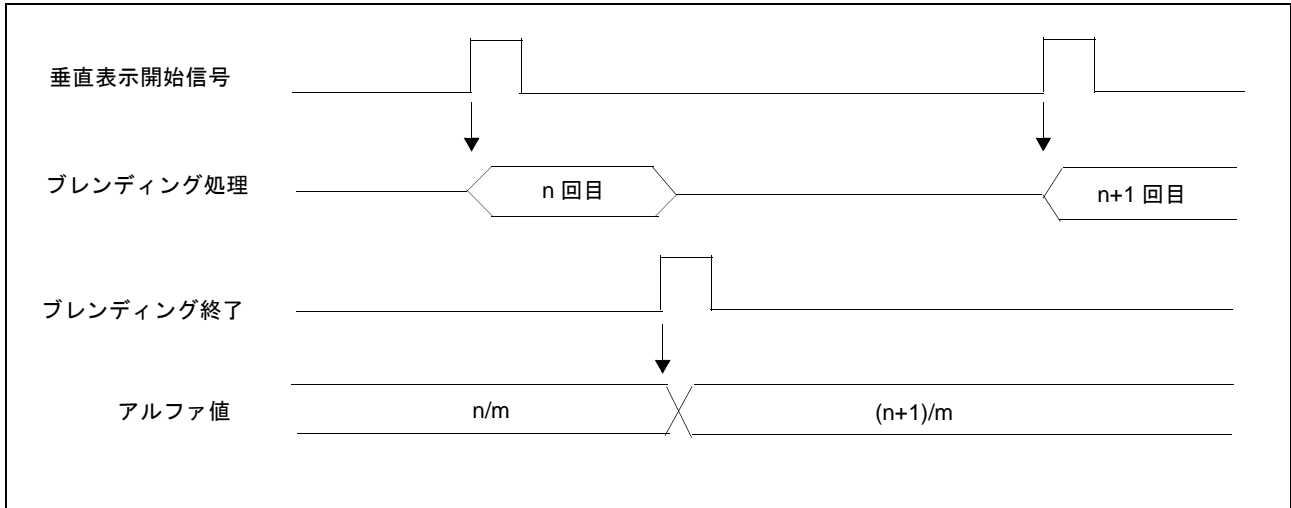 垂直表示開始信号
ブレンディング処理
n 回目
n+1 回目
ブレンディング終了
アルファ値
n/m
(n+1)/m